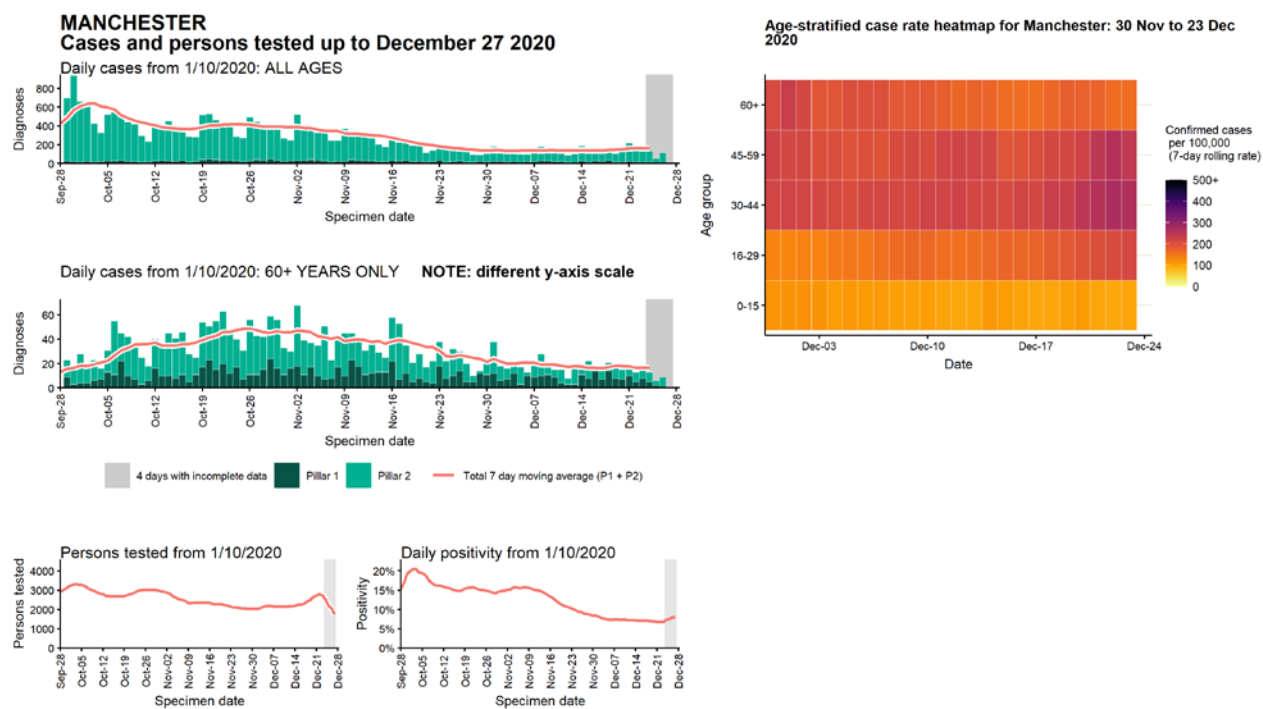 MANCHESTER
Cases and persons tested up to December 27 2020
Daily cases from 1/10/2020: ALL AGES
Diagnoses
800
600
400
200
0
Sep-28
Oct-05
Oct-12
Oct-19
Oct-26
Nov-02
Nov-09
Nov-16
Nov-23
Nov-30
Dec-07
Dec-14
Dec-21
Dec-28
Specimen date
Daily cases from 1/10/2020: 60+ YEARS ONLY NOTE: different y-axis scale
Diagnoses
60
40
20
0
Sep-28
Oct-05
Oct-12
Oct-19
Oct-26
Nov-02
Nov-09
Nov-16
Nov-23
Nov-30
Dec-07
Dec-14
Dec-21
Dec-28
Specimen date
4 days with incomplete data
Pillar 1
Pillar 2
Total 7 day moving average (P1 + P2)
Persons tested from 1/10/2020
Persons tested
4000
3000
2000
1000
0
Sep-28
Oct-05
Oct-12
Oct-19
Oct-26
Nov-02
Nov-09
Nov-16
Nov-23
Nov-30
Dec-07
Dec-14
Dec-21
Dec-28
Specimen date
Daily positivity from 1/10/2020
Positivity
20%
15%
10%
5%
0%
Sep-28
Oct-05
Oct-12
Oct-19
Oct-26
Nov-02
Nov-09
Nov-16
Nov-23
Nov-30
Dec-07
Dec-14
Dec-21
Dec-28
Specimen date
Age-stratified case rate heatmap for Manchester: 30 Nov to 23 Dec
2020
Age group
60+
45-59
30-44
16-29
0-15
Dec-03
Dec-10
Dec-17
Dec-24
Date
Confirmed cases
per 100,000
(7-day rolling rate)
500+
400
300
200
100
0